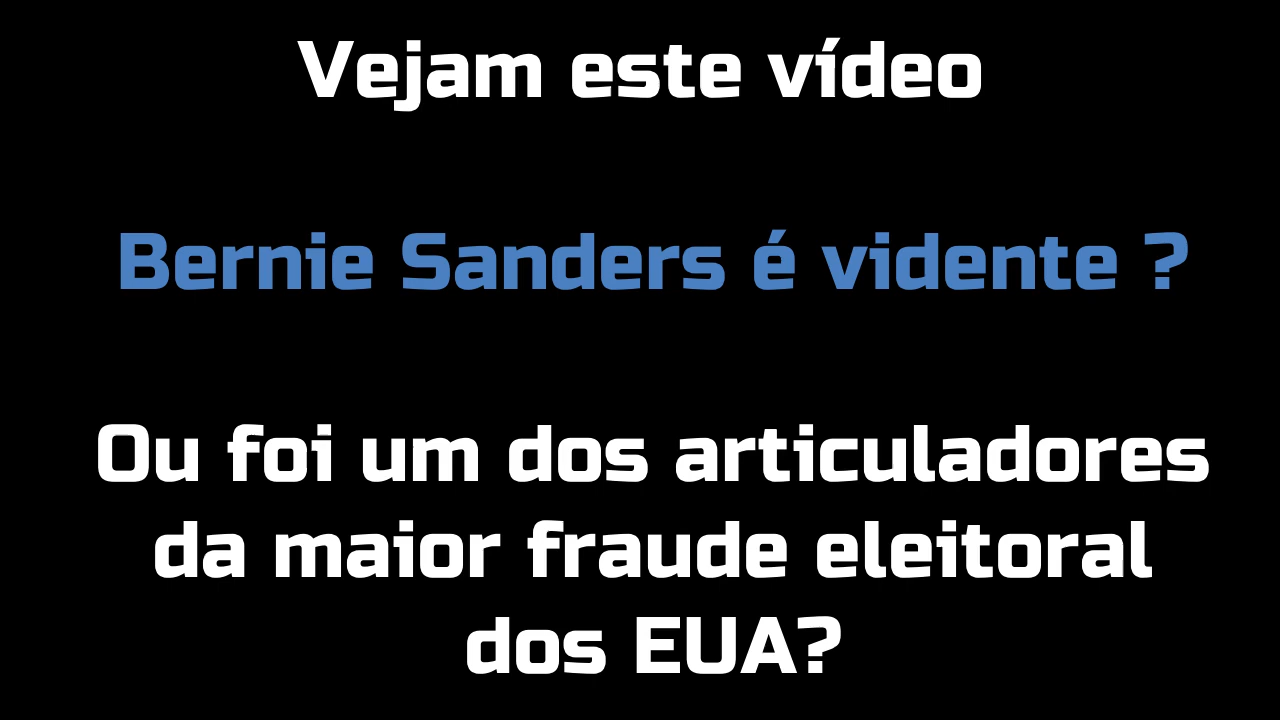 Vejam este vídeo
Bernie Sanders é vidente ?
Ou foi um dos articuladores
da maior fraude eleitoral
dos EUA?